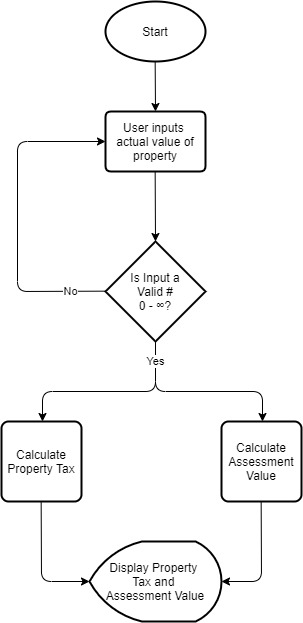 Start
User inputs
actual value of
property
Is Input a
Valid #
0 - ∞?
No
Yes
Calculate
Property Tax
Calculate
Assessment
Value
Display Property
Tax and
Assessment Value